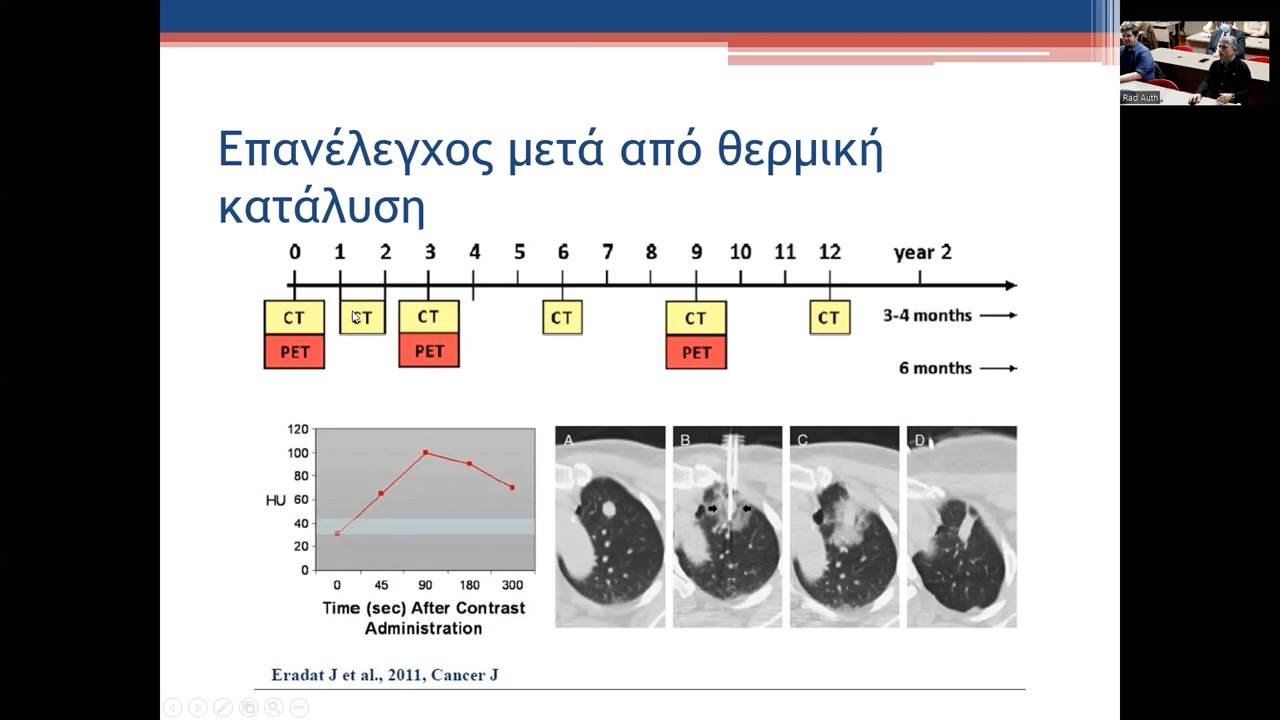 Rad Auth
Επανέλεγχος μετά από θερμική
κατάλυση
0 1 2 3 4 5 6 7 8 9 10 11 12 year 2
CT CT CT CT CT CT 3-4 months
PET PET PET 6 months
A B C D
120
100
80
60
40
20
0
HU
0 45 90 180 300
Time (sec) After Contrast
Administration
Eradat J et al., 2011, Cancer J